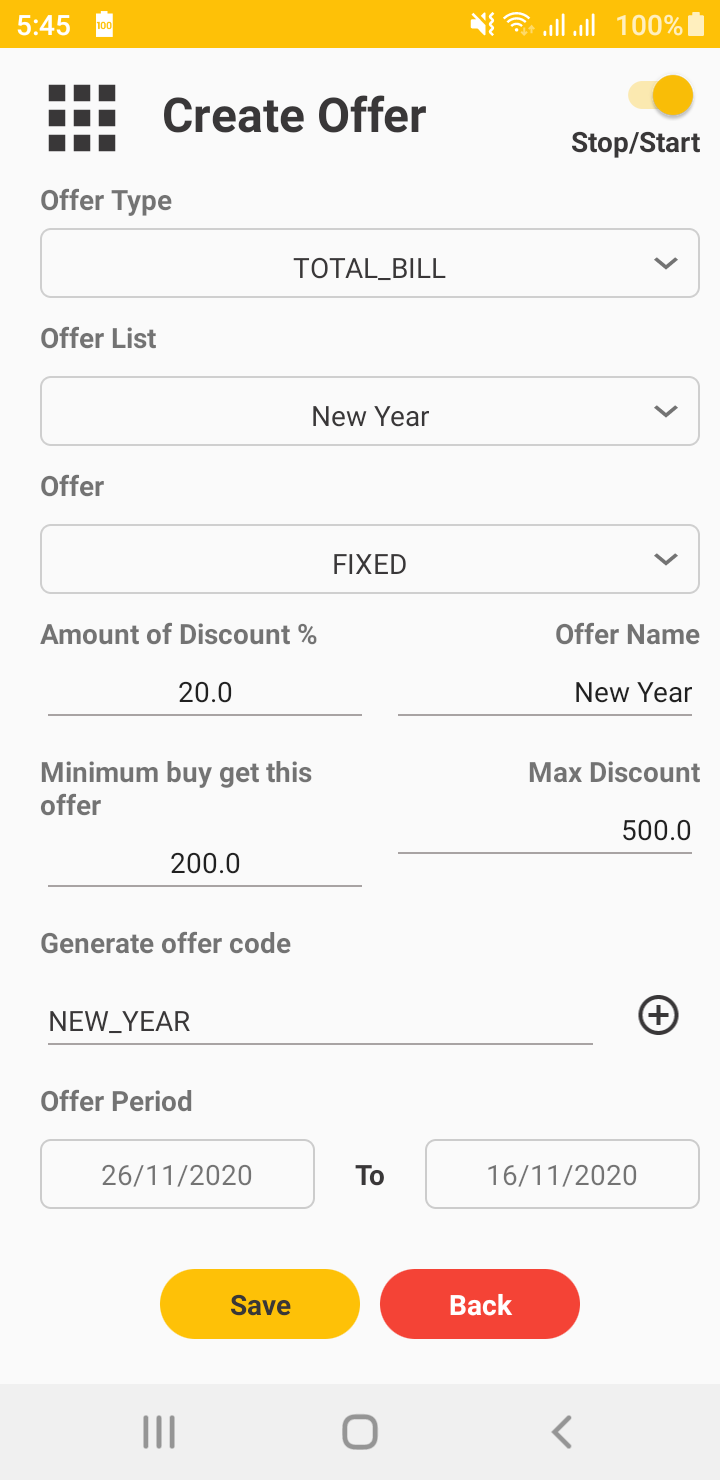 5:45 100 100%
Create Offer
Stop/Start
Offer Type
TOTAL_BILL
Offer List
New Year
Offer
FIXED
Amount of Discount % Offer Name
20.0 New Year
Minimum buy get this Max Discount
offer
500.0
200.0
Generate offer code
NEW_YEAR
Offer Period
26/11/2020 To 16/11/2020
Save Back